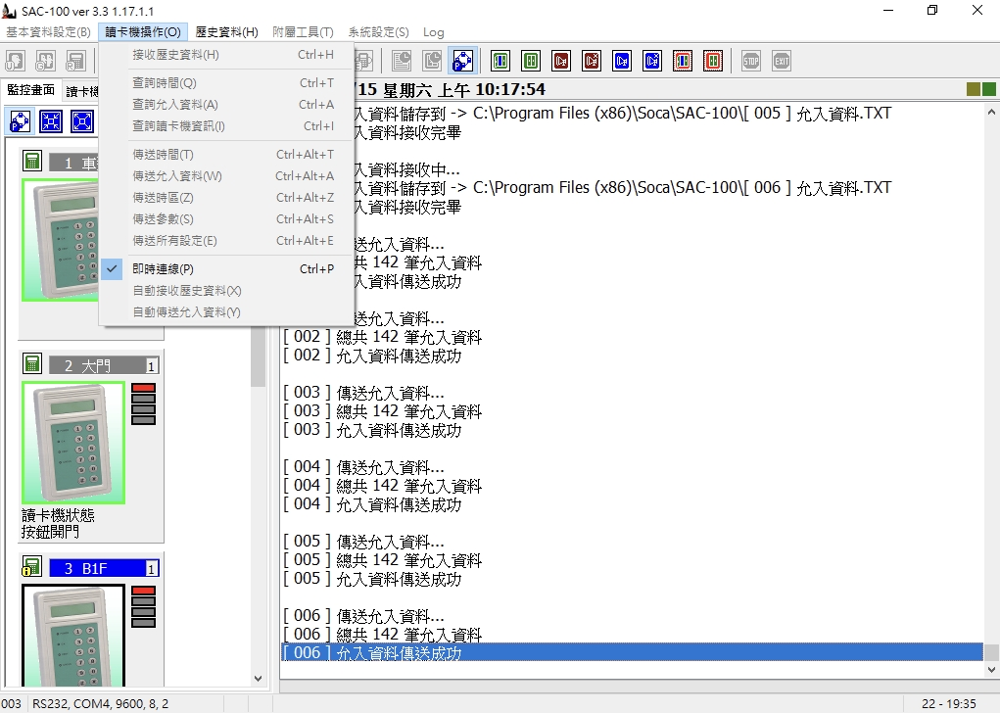 SAC-100 ver 3.3 1.17.1.1
基本資料設定(B) 讀卡機操作(O) 歷史資料(H) 附屬工具(T) 系統設定(S) Log
接收歷史資料(H) Ctrl+H
查詢時間(Q) Ctrl+T
查詢允入資料(A) Ctrl+A
查詢讀卡機資訊(I) Ctrl+I
傳送時間(T) Ctrl+Alt+T
傳送允入資料(W) Ctrl+Alt+A
傳送時區(Z) Ctrl+Alt+Z
傳送參數(S) Ctrl+Alt+S
傳送所有設定(E) Ctrl+Alt+E
即時連線(P) Ctrl+P
自動接收歷史資料(X)
自動傳送允入資料(Y)
STOP EXIT
監控畫面 讀卡機
/15 星期六 上午 10:17:54
1
2 大門 1
讀卡機狀態
按鈕開門
3 B1F 1
入資料儲存到 -> C:\Program Files (x86)\Soca\SAC-100\[ 005 ] 允入資料.TXT
入資料接收完畢
入資料接收中...
入資料儲存到 -> C:\Program Files (x86)\Soca\SAC-100\[ 006 ] 允入資料.TXT
入資料接收完畢
送允入資料...
共 142 筆允入資料
入資料傳送成功
送允入資料...
[ 002 ] 總共 142 筆允入資料
[ 002 ] 允入資料傳送成功
[ 003 ] 傳送允入資料...
[ 003 ] 總共 142 筆允入資料
[ 003 ] 允入資料傳送成功
[ 004 ] 傳送允入資料...
[ 004 ] 總共 142 筆允入資料
[ 004 ] 允入資料傳送成功
[ 005 ] 傳送允入資料...
[ 005 ] 總共 142 筆允入資料
[ 005 ] 允入資料傳送成功
[ 006 ] 傳送允入資料...
[ 006 ] 總共 142 筆允入資料
[ 006 ] 允入資料傳送成功
003 RS232, COM4, 9600, 8, 2 22 - 19:35